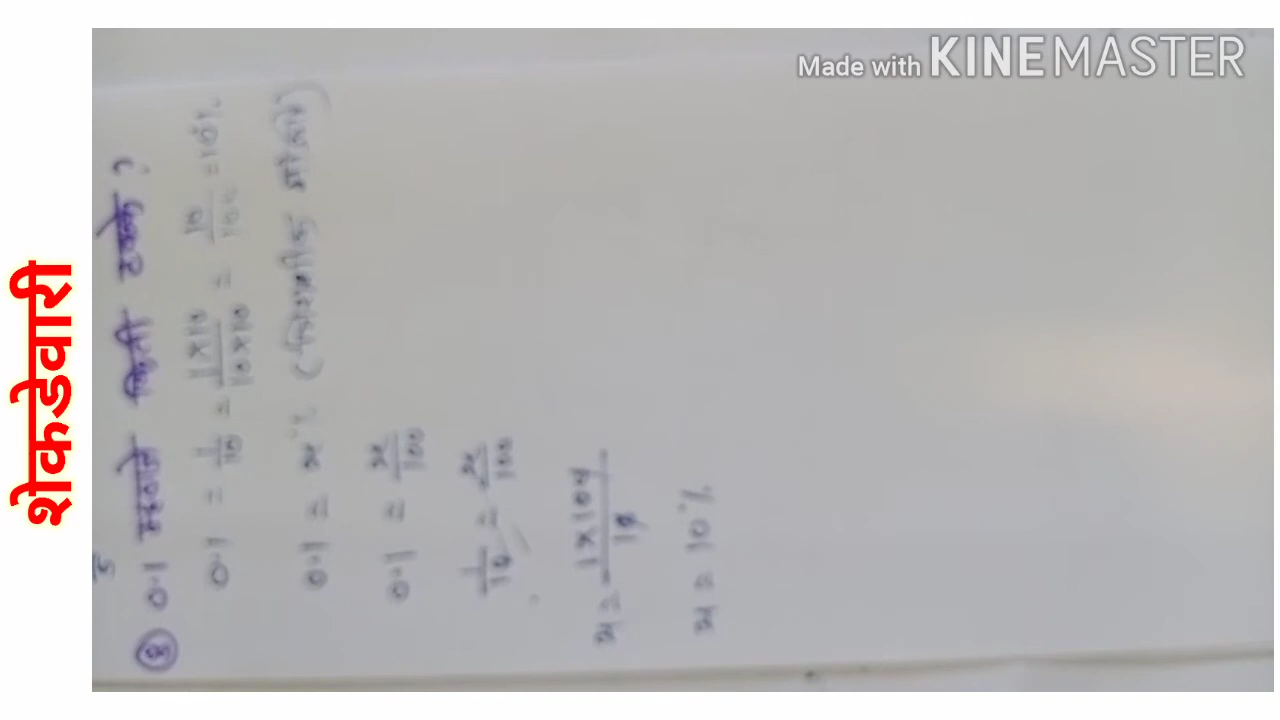 Made with KINEMASTER
शेकडेवारी
5
③ 0.1 म्हणजे किती टक्के ?
0.1 = 1/10 = 1×10/10×10 = 10/100 = 10%
0.1 = x %
0.1 = x/100
1/10 = x/100
x = 1×100/10
x = 10%